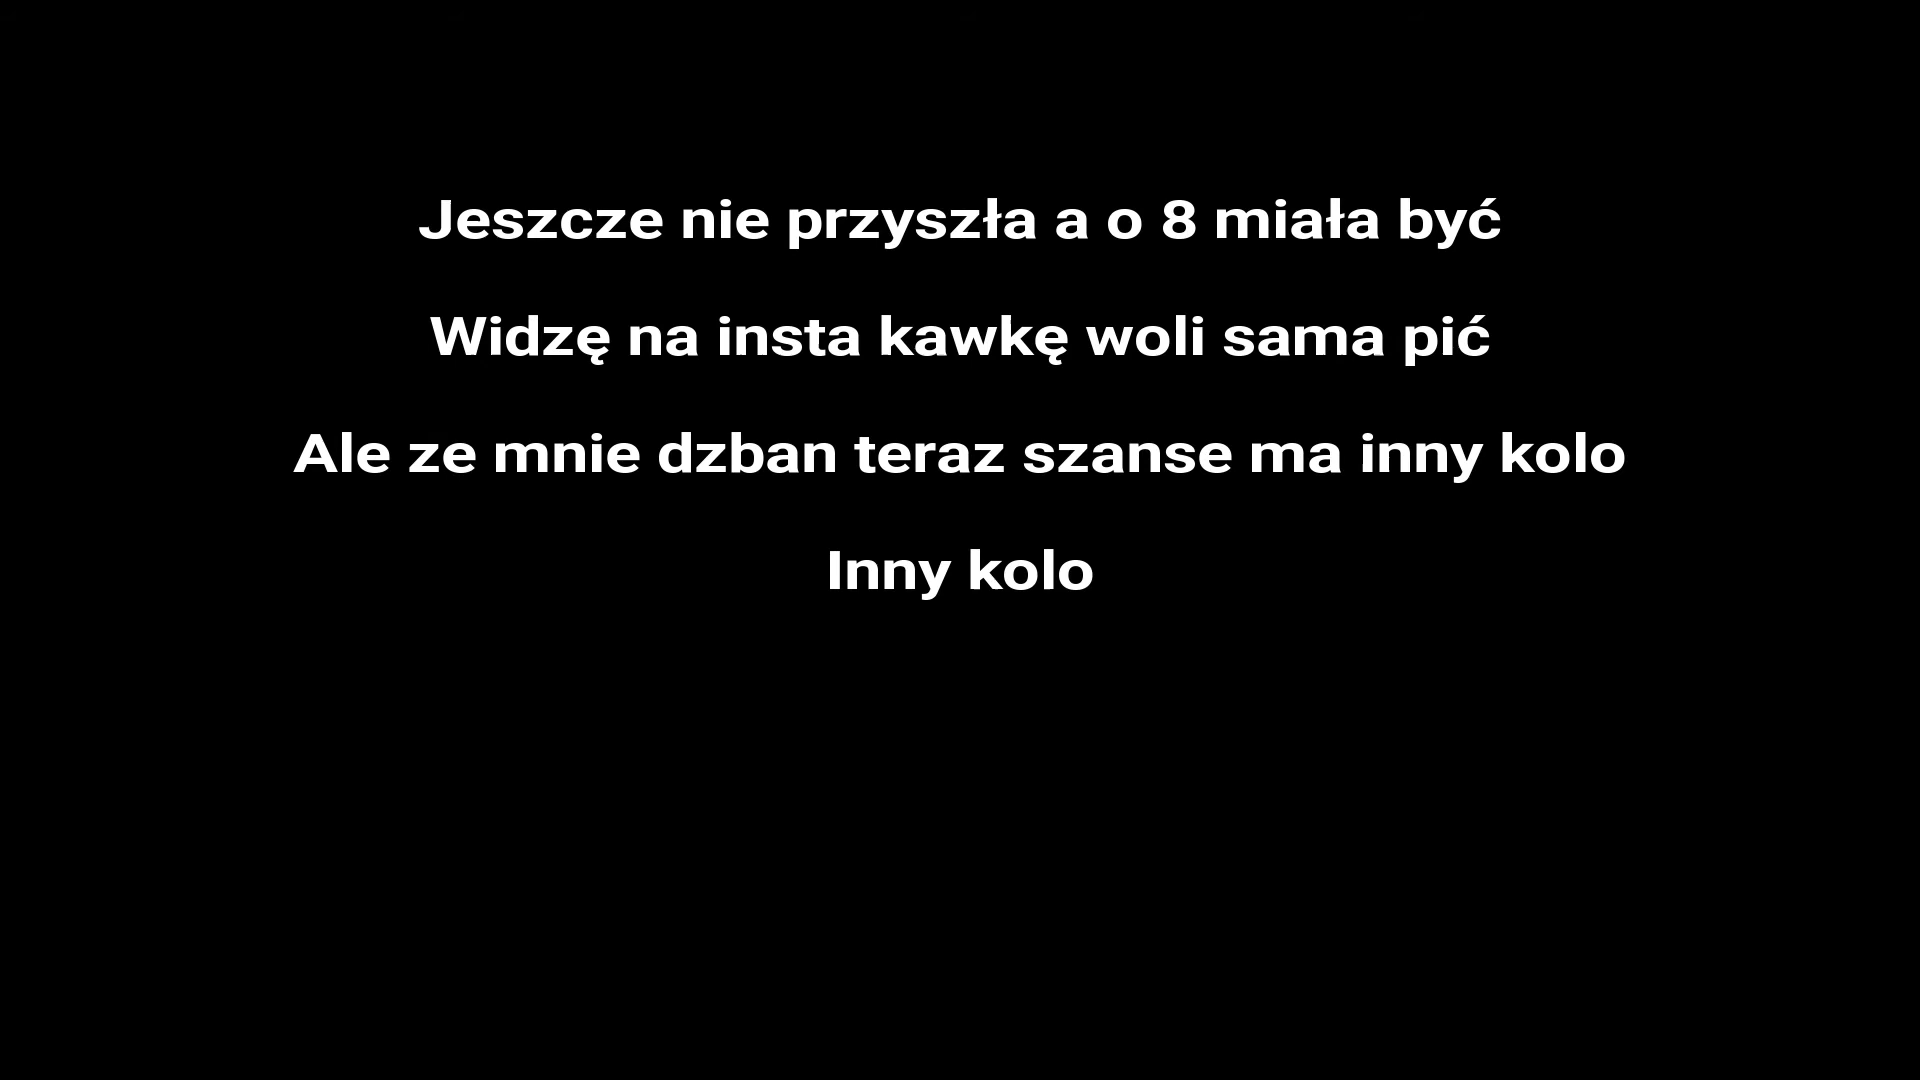 Jeszcze nie przyszła a o 8 miała być
Widzę na insta kawkę woli sama pić
Ale ze mnie dzban teraz szanse ma inny kolo
Inny kolo